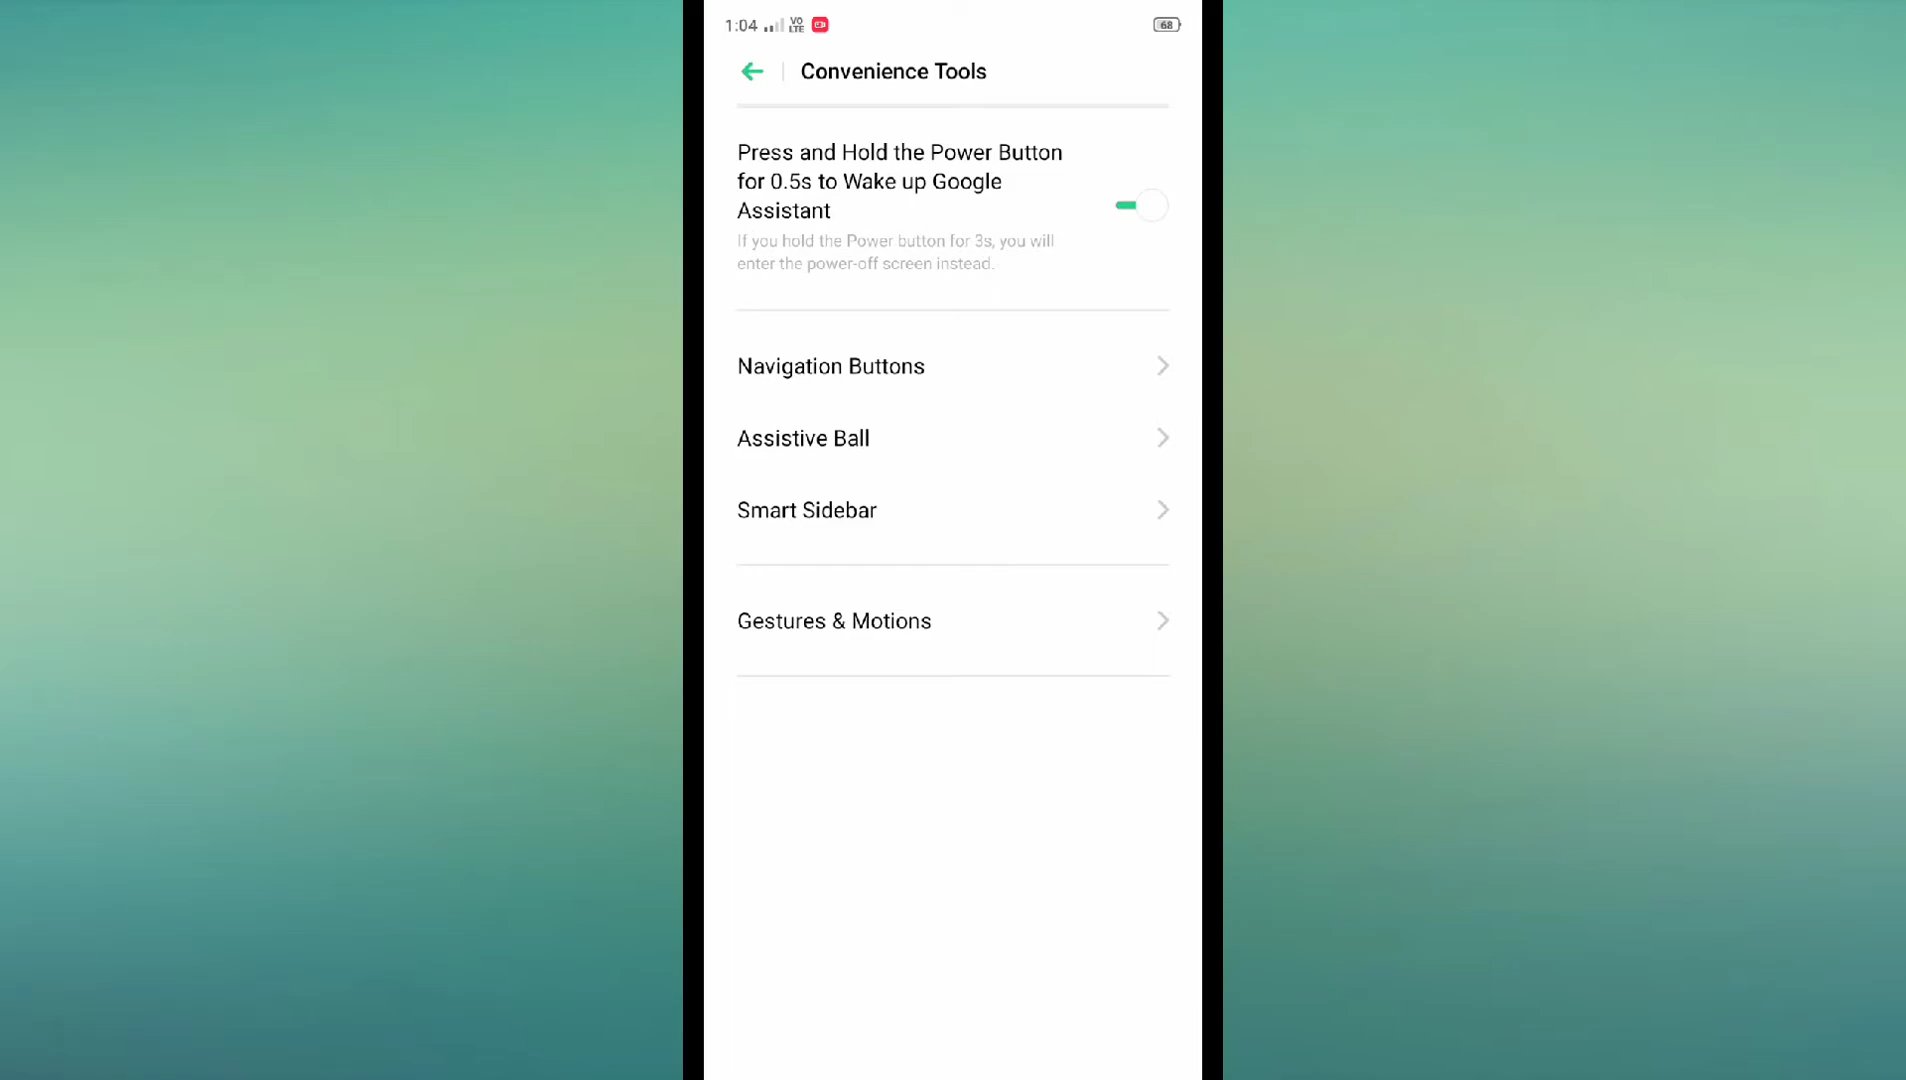 1:04 VO LTE 68
Convenience Tools
Press and Hold the Power Button
for 0.5s to Wake up Google
Assistant
If you hold the Power button for 3s, you will
enter the power-off screen instead.
Navigation Buttons
Assistive Ball
Smart Sidebar
Gestures & Motions